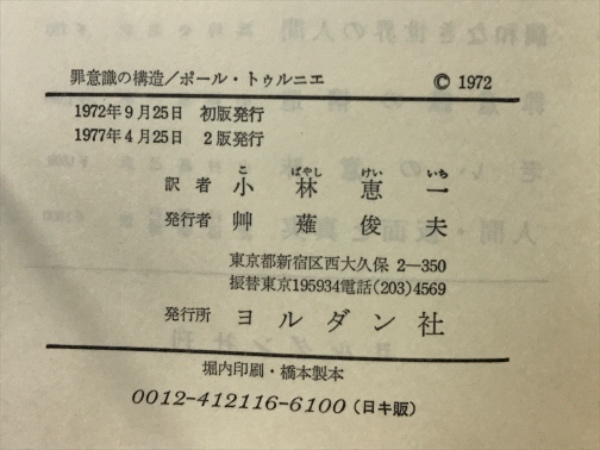 罪意識の構造/ポール・トゥルニエ © 1972
1972年9月25日 初版発行
1977年4月25日 2版発行
訳者 小林恵一
こ ばやし けい いち
発行者 艸薙俊夫
東京都新宿区西大久保 2—350
振替東京195934電話(203)4569
発行所 ヨルダン社
堀内印刷・橋本製本
0012-412116-6100(日キ販)